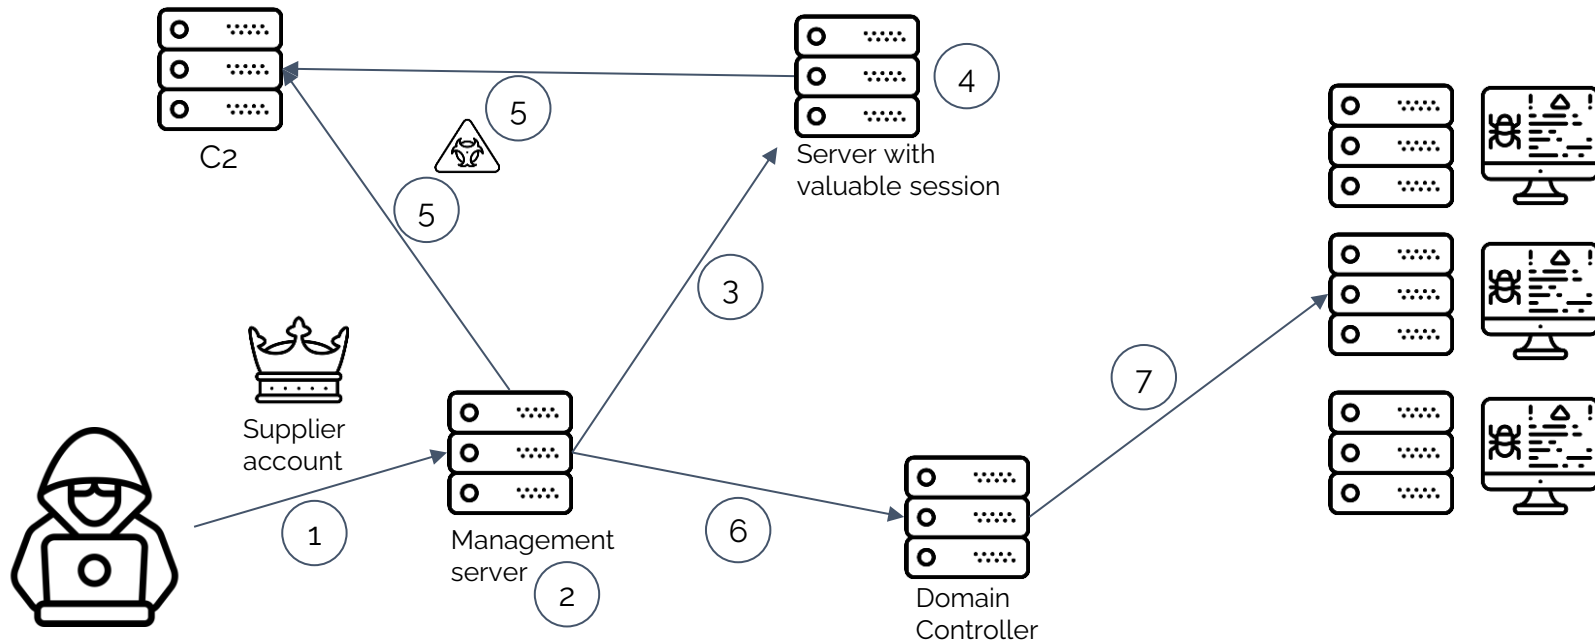 C2
5
4
Server with
valuable session
5
3
Supplier
account
7
1
Management
server
2
6
Domain
Controller